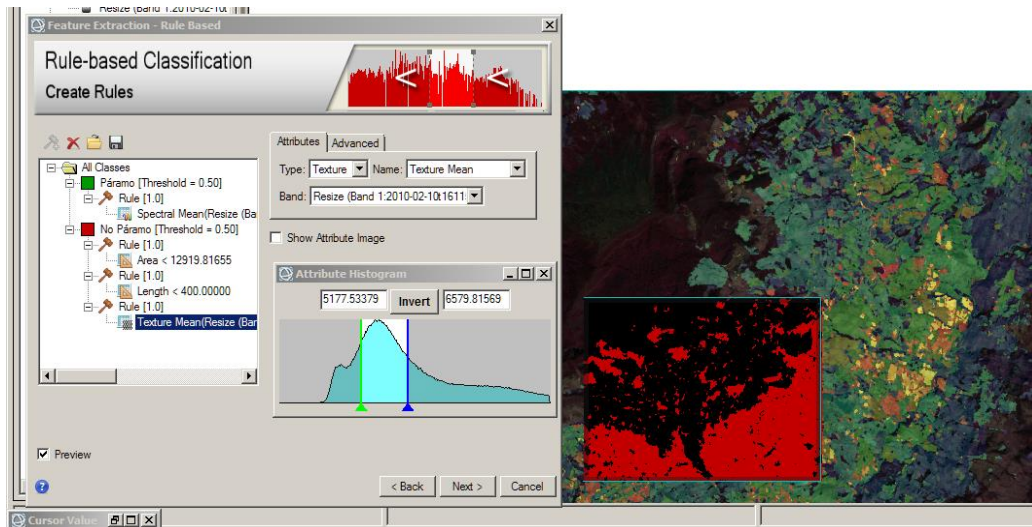 Resize (Band 1:2010-02-10t
Feature Extraction - Rule Based
Rule-based Classification
Create Rules
Attributes Advanced
Type: Texture Name: Texture Mean
Band: Resize (Band 1:2010-02-10t1611:
Show Attribute Image
All Classes
Páramo [Threshold = 0.50]
Rule [1.0]
Spectral Mean(Resize (Ba
No Páramo [Threshold = 0.50]
Rule [1.0]
Area < 12919.81655
Rule [1.0]
Length < 400.00000
Rule [1.0]
Texture Mean(Resize (Bar
Attribute Histogram
5177.53379 Invert 6579.81569
Preview
< Back Next > Cancel
Cursor Value